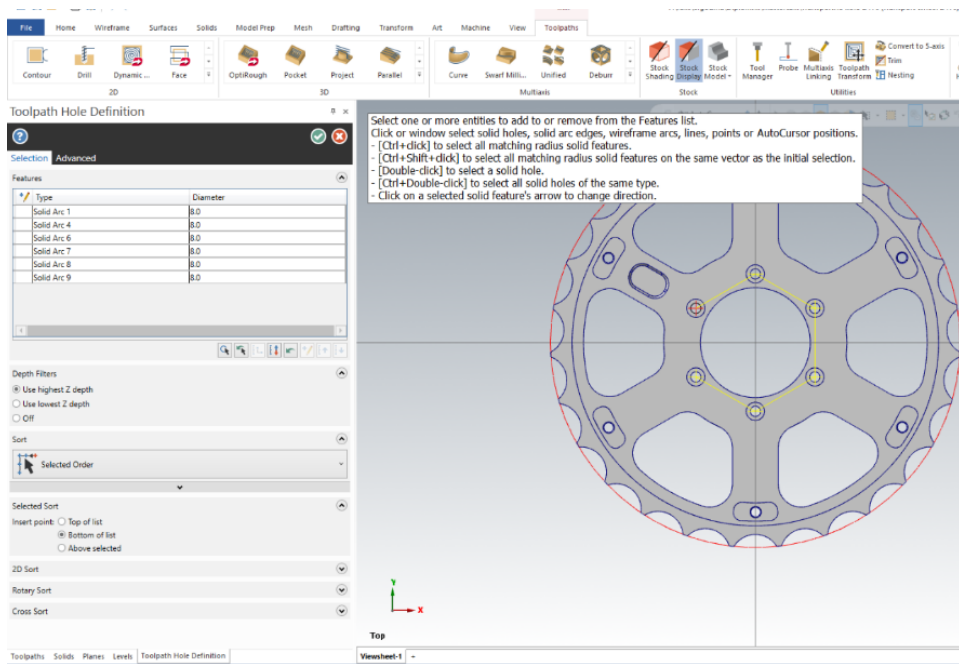 File Home Wireframe Surfaces Solids Model Prep Mesh Drafting Transform Art Machine View Toolpaths
Contour Drill Dynamic ... Face OptiRough Pocket Project Parallel Curve Swarf Milli... Unified Deburr Stock Shading Stock Display Stock Model Tool Manager Probe Multiaxis Linking Toolpath Transform Convert to 5-axis
Trim
Nesting
2D 3D Multiaxis Stock Utilities
Toolpath Hole Definition
Selection Advanced
Features
Type Diameter
Solid Arc 1 8.0
Solid Arc 4 8.0
Solid Arc 6 8.0
Solid Arc 7 8.0
Solid Arc 8 8.0
Solid Arc 9 8.0
Depth Filters
Use highest Z depth
Use lowest Z depth
Off
Sort
Selected Order
Selected Sort
Insert point: Top of list
Bottom of list
Above selected
2D Sort
Rotary Sort
Cross Sort
Toolpaths Solids Planes Levels Toolpath Hole Definition
Select one or more entities to add to or remove from the Features list.
Click or window select solid holes, solid arc edges, wireframe arcs, lines, points or AutoCursor positions.
- [Ctrl+click] to select all matching radius solid features.
- [Ctrl+Shift+click] to select all matching radius solid features on the same vector as the initial selection.
- [Double-click] to select a solid hole.
- [Ctrl+Double-click] to select all solid holes of the same type.
- Click on a selected solid feature's arrow to change direction.
Y
X
Top
Viewsheet-1